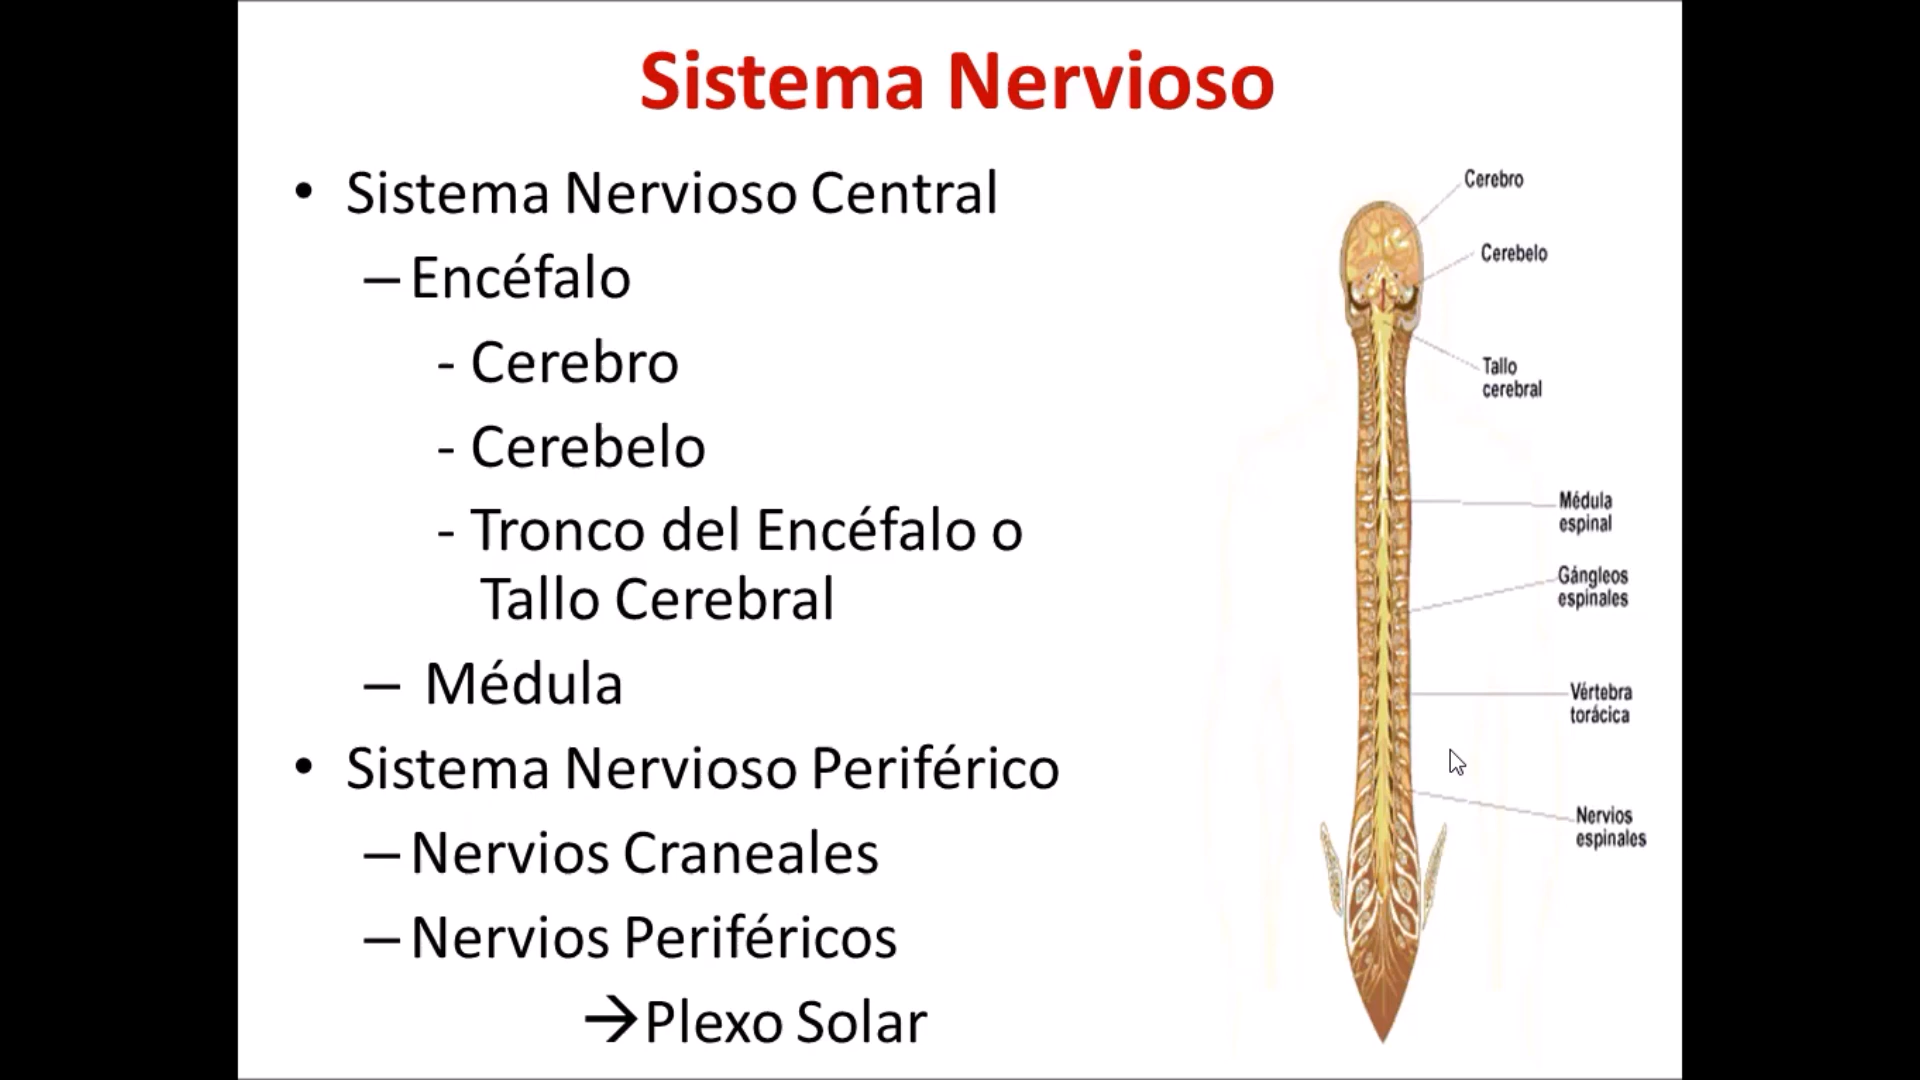 Sistema Nervioso
• Sistema Nervioso Central
– Encéfalo
- Cerebro
- Cerebelo
- Tronco del Encéfalo o
Tallo Cerebral
– Médula
• Sistema Nervioso Periférico
– Nervios Craneales
– Nervios Periféricos
→Plexo Solar
Cerebro
Cerebelo
Tallo
cerebral
Médula
espinal
Gángleos
espinales
Vértebra
torácica
Nervios
espinales